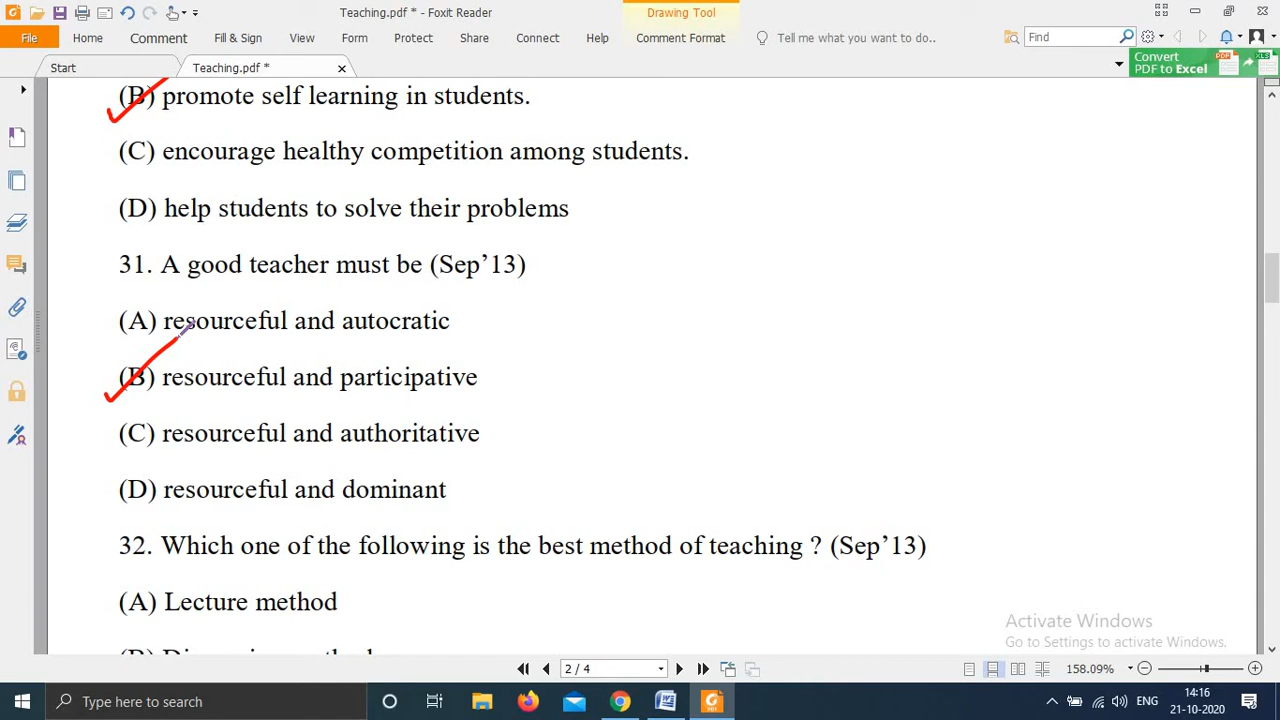 Teaching.pdf * - Foxit Reader
Drawing Tool
File Home Comment Fill & Sign View Form Protect Share Connect Help Comment Format Tell me what you want to do.. Find
Start Teaching.pdf * Convert
PDF to Excel
(B) promote self learning in students.
(C) encourage healthy competition among students.
(D) help students to solve their problems
31. A good teacher must be (Sep’13)
(A) resourceful and autocratic
(B) resourceful and participative
(C) resourceful and authoritative
(D) resourceful and dominant
32. Which one of the following is the best method of teaching ? (Sep’13)
(A) Lecture method
Activate Windows
Go to Settings to activate Windows.
2 / 4 158.09%
Type here to search ENG 14:16
21-10-2020